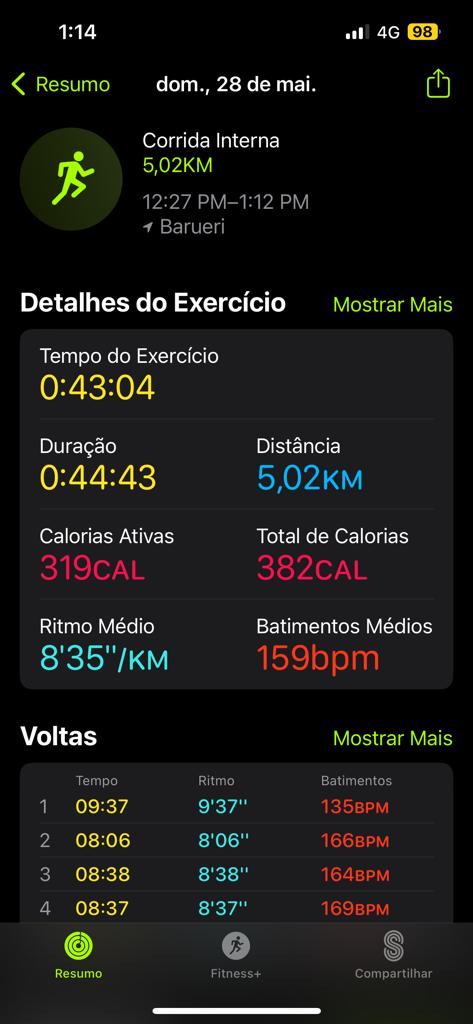 1:14 4G 98
Resumo dom., 28 de mai.
Corrida Interna
5,02KM
12:27 PM–1:12 PM
Barueri
Detalhes do Exercício Mostrar Mais
Tempo do Exercício
0:43:04
Duração Distância
0:44:43 5,02KM
Calorias Ativas Total de Calorias
319CAL 382CAL
Ritmo Médio Batimentos Médios
8'35''/KM 159bpm
Voltas Mostrar Mais
Tempo Ritmo Batimentos
1 09:37 9'37'' 135BPM
2 08:06 8'06'' 166BPM
3 08:38 8'38'' 164BPM
4 08:37 8'37'' 169BPM
Resumo Fitness+ Compartilhar